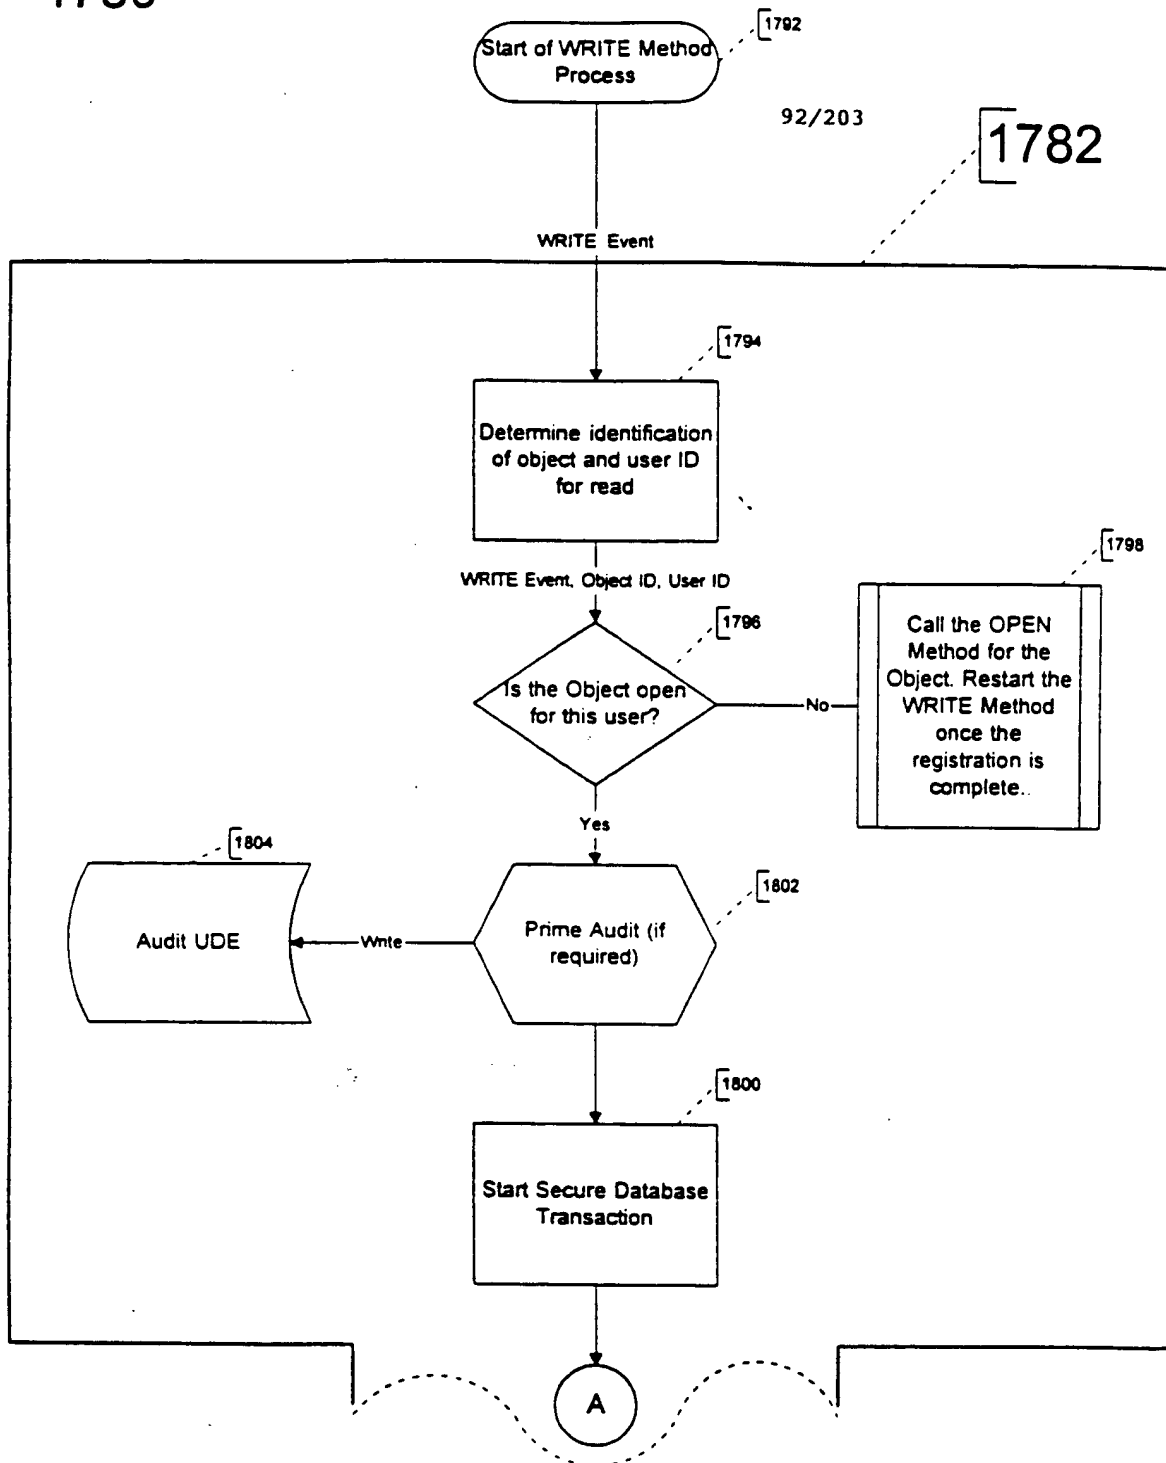 Start of WRITE Method
Process
1792
92/203
1782
WRITE Event
1794
Determine identification
of object and user ID
for read
WRITE Event, Object ID, User ID
1796
Is the Object open
for this user?
No
1798
Call the OPEN
Method for the
Object. Restart the
WRITE Method
once the
registration is
complete.
Yes
1804
Audit UDE
Write
1802
Prime Audit (if
required)
1800
Start Secure Database
Transaction
A